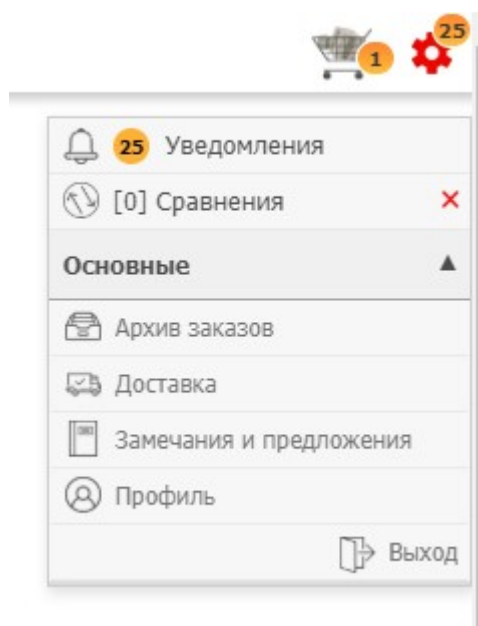 1 25
25 Уведомления
[0] Сравнения ×
Основные ▲
Архив заказов
Доставка
Замечания и предложения
Профиль
Выход